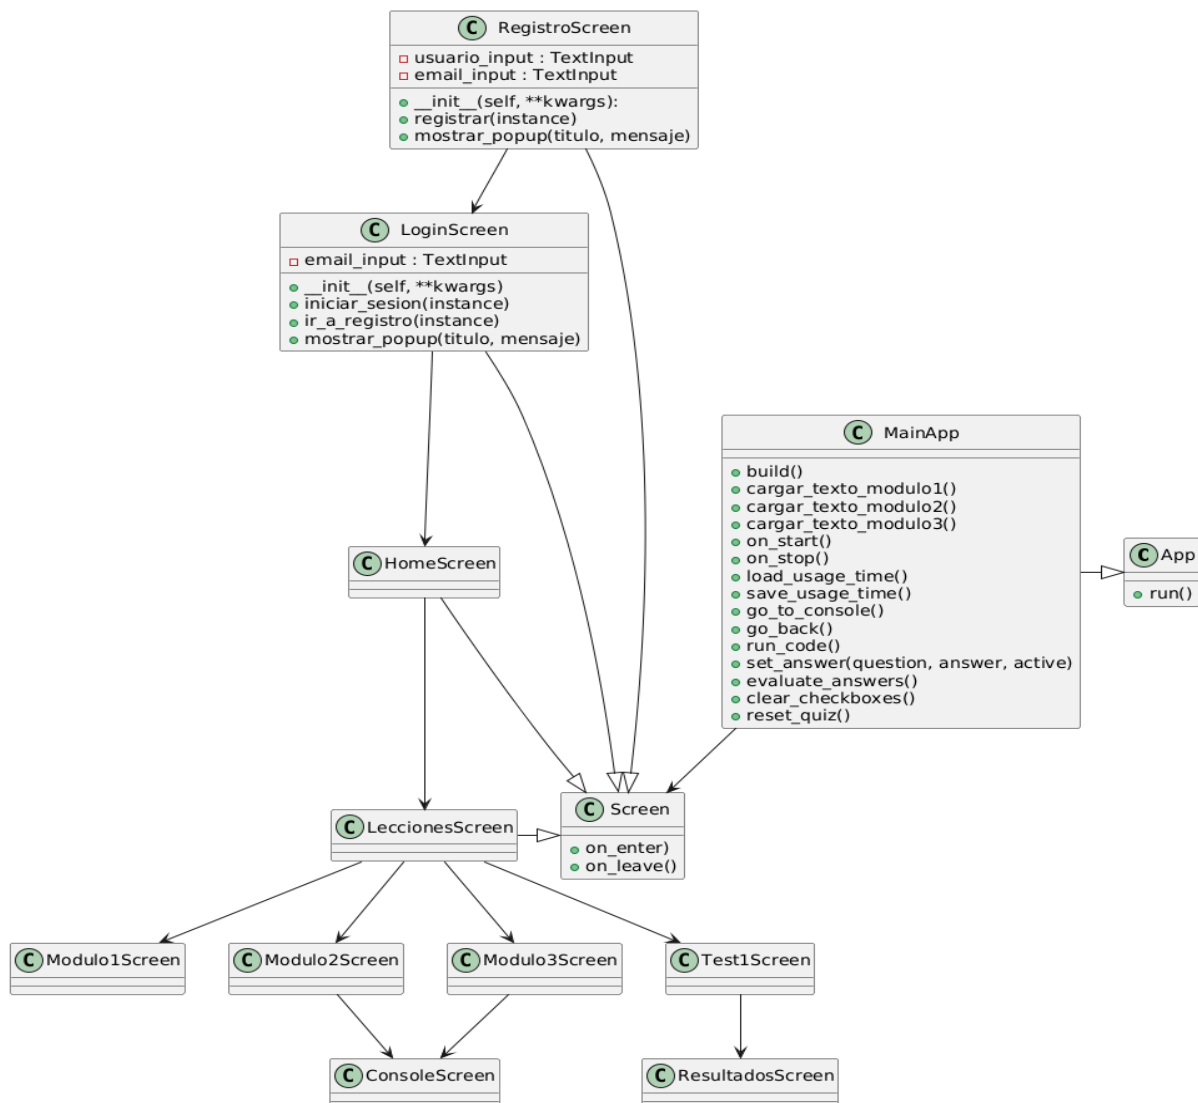 C RegistroScreen
usuario_input : TextInput
email_input : TextInput
__init__(self, **kwargs):
registrar(instance)
mostrar_popup(titulo, mensaje)
C LoginScreen
email_input : TextInput
__init__(self, **kwargs)
iniciar_sesion(instance)
ir_a_registro(instance)
mostrar_popup(titulo, mensaje)
C MainApp
build()
cargar_texto_modulo1()
cargar_texto_modulo2()
cargar_texto_modulo3()
on_start()
on_stop()
load_usage_time()
save_usage_time()
go_to_console()
go_back()
run_code()
set_answer(question, answer, active)
evaluate_answers()
clear_checkboxes()
reset_quiz()
C App
run()
C HomeScreen
C Screen
on_enter)
on_leave()
C LeccionesScreen
C Modulo1Screen
C Modulo2Screen
C Modulo3Screen
C Test1Screen
C ConsoleScreen
C ResultadosScreen